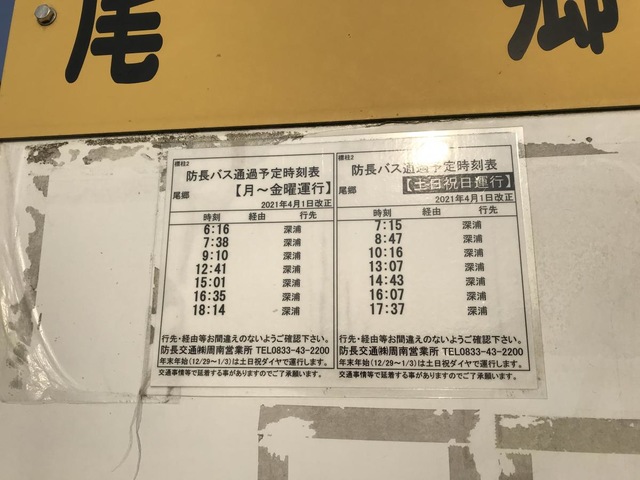 尾郷
標柱2
防長バス通過予定時刻表
尾郷
【月～金曜運行】
2021年4月1日改正
時刻 経由 行先
6:16 深浦
7:38 深浦
9:10 深浦
12:41 深浦
15:01 深浦
16:35 深浦
18:14 深浦
行先・経由等お間違えのないようご確認下さい。
防長交通㈱周南営業所 TEL0833-43-2200
年末年始(12/29～1/3)は土日祝ダイヤで運行します。
交通事情等で延着する事がありますのでご了承願います。
標柱2
防長バス通過予定時刻表
尾郷
【土日祝日運行】
2021年4月1日改正
時刻 経由 行先
7:15 深浦
8:47 深浦
10:16 深浦
13:07 深浦
14:43 深浦
16:07 深浦
17:37 深浦
行先・経由等お間違えのないようご確認下さい。
防長交通㈱周南営業所 TEL0833-43-2200
年末年始(12/29～1/3)は土日祝ダイヤで運行します。
交通事情等で延着する事がありますのでご了承願います。